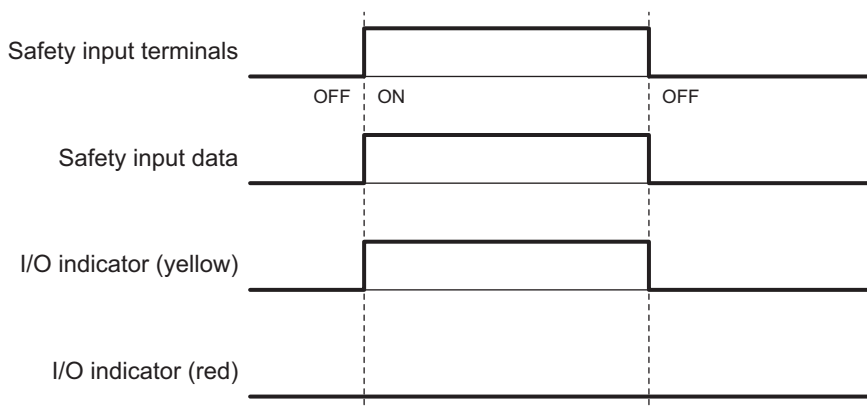 Safety input terminals
OFF ON OFF
Safety input data
I/O indicator (yellow)
I/O indicator (red)